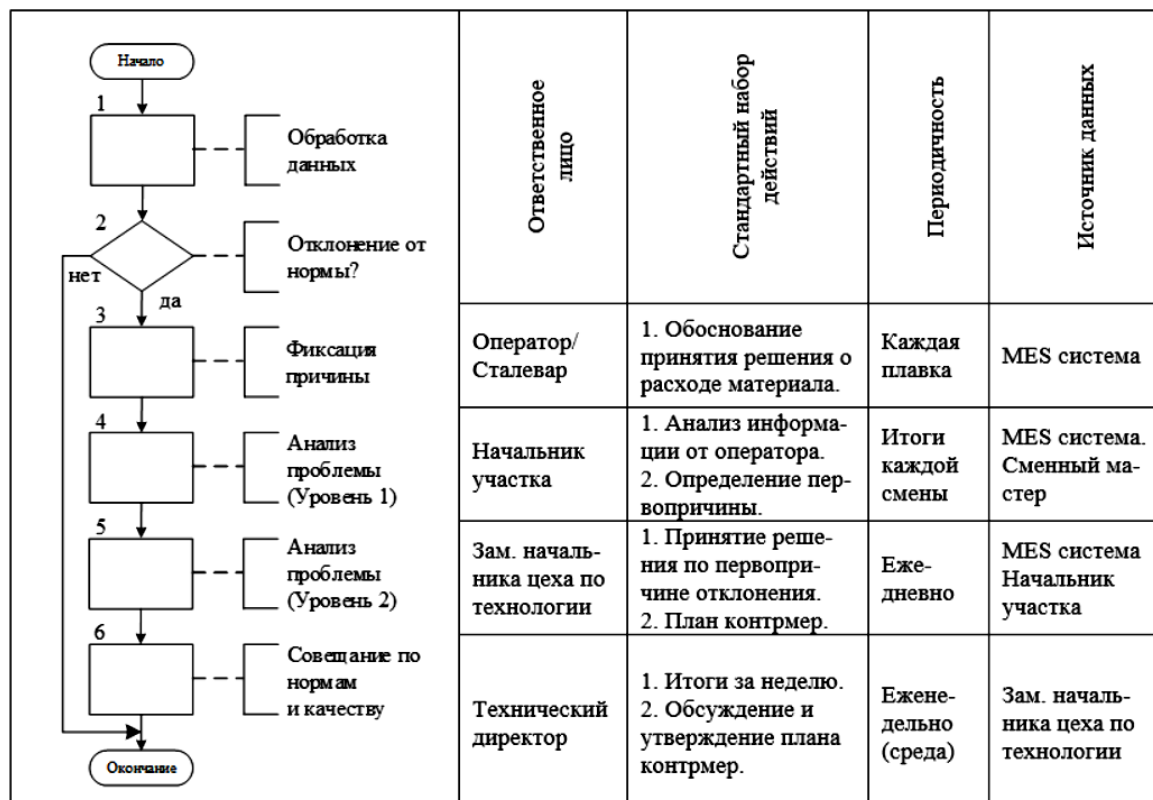 Начало
1
Обработка
данных
2
Отклонение от
нормы?
нет
да
3
Фиксация
причины
4
Анализ
проблемы
(Уровень 1)
5
Анализ
проблемы
(Уровень 2)
6
Совещание по
нормам
и качеству
Окончание
Ответственное
лицо
Стандартный набор
действий
Периодичность
Источник данных
Оператор/
Сталевар
1. Обоснование
принятия решения о
расходе материала.
Каждая
плавка
MES система
Начальник
участка
1. Анализ информа-
ции от оператора.
2. Определение пер-
вопричины.
Итоги
каждой
смены
MES система.
Сменный ма-
стер
Зам. началь-
ника цеха по
технологии
1. Принятие реше-
ния по первопри-
чине отклонения.
2. План контрмер.
Еже-
дневно
MES система
Начальник
участка
Технический
директор
1. Итоги за неделю.
2. Обсуждение и
утверждение плана
контрмер.
Ежене-
дельно
(среда)
Зам. началь-
ника цеха по
технологии